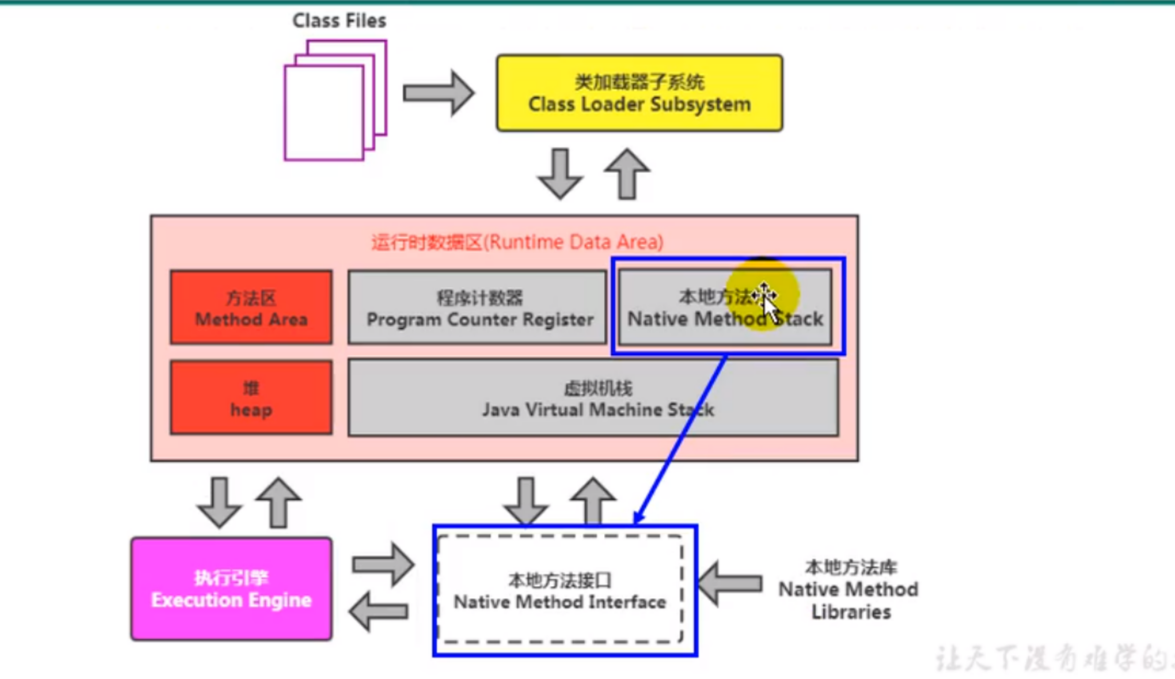 Class Files
类加载器子系统
Class Loader Subsystem
运行时数据区(Runtime Data Area)
方法区
Method Area
程序计数器
Program Counter Register
本地方法
Native Method Stack
堆
heap
虚拟机栈
Java Virtual Machine Stack
执行引擎
Execution Engine
本地方法接口
Native Method Interface
本地方法库
Native Method
Libraries
让天下没有难学的